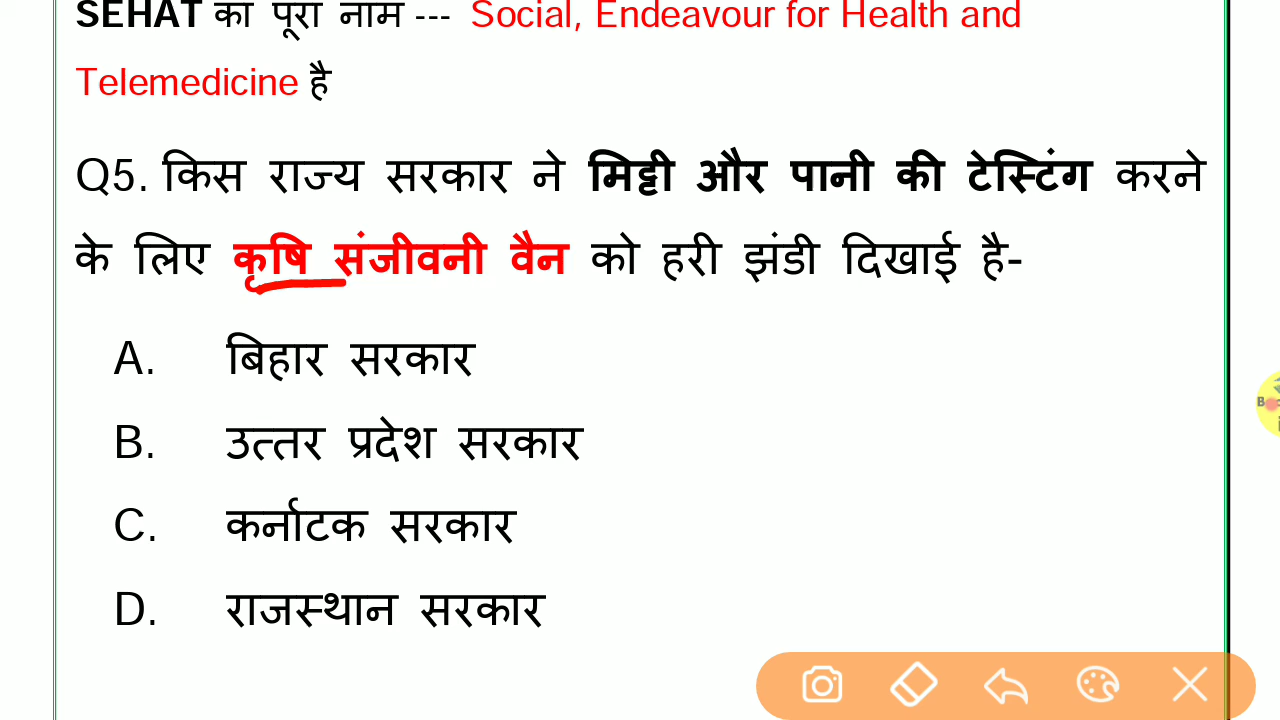 SEHAT का पूरा नाम --- Social, Endeavour for Health and
Telemedicine है
Q5. किस राज्य सरकार ने मिट्टी और पानी की टेस्टिंग करने
के लिए कृषि संजीवनी वैन को हरी झंडी दिखाई है-
A. बिहार सरकार
B. उत्तर प्रदेश सरकार
C. कर्नाटक सरकार
D. राजस्थान सरकार